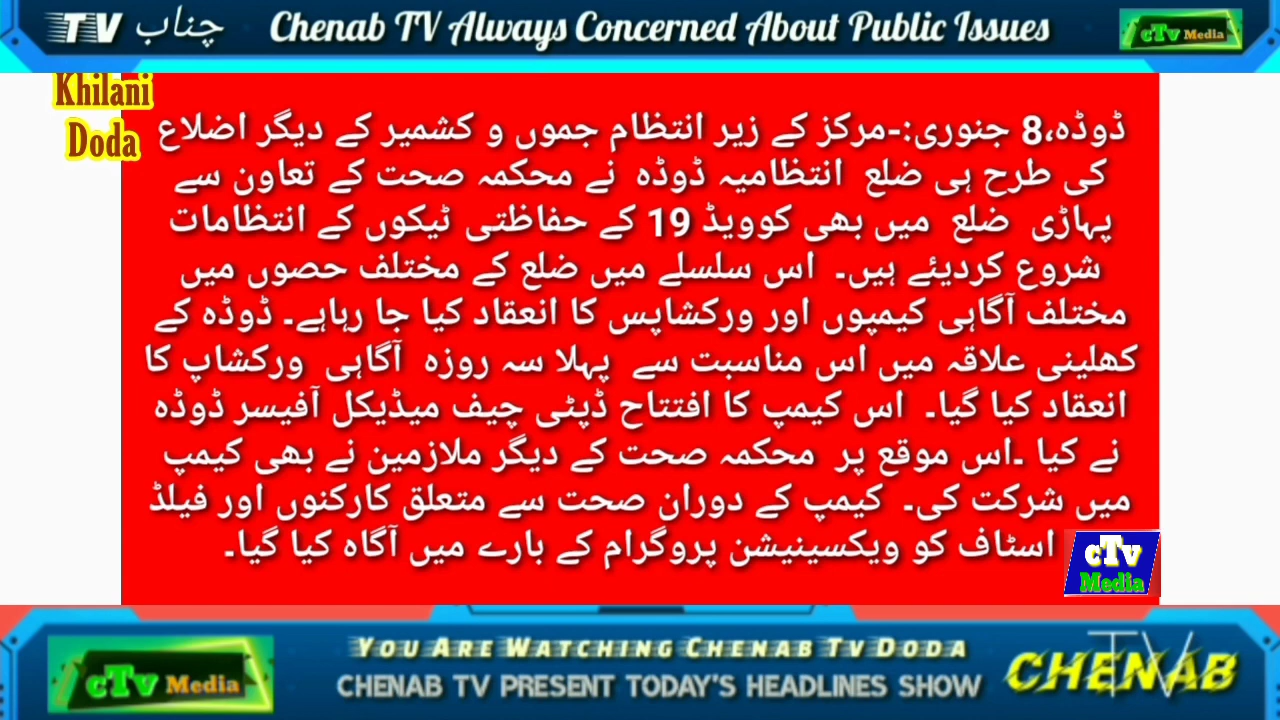 TV چناب
Chenab TV Always Concerned About Public Issues
cTv Media
Khilani
Doda
ڈوڈہ،8 جنوری:-مرکز کے زیر انتظام جموں و کشمیر کے دیگر اضلاع
کی طرح ہی ضلع انتظامیہ ڈوڈہ نے محکمہ صحت کے تعاون سے
پہاڑی ضلع میں بھی کوویڈ 19 کے حفاظتی ٹیکوں کے انتظامات
شروع کردیئے ہیں۔ اس سلسلے میں ضلع کے مختلف حصوں میں
مختلف آگاہی کیمپوں اور ورکشاپس کا انعقاد کیا جا رہاہے۔ ڈوڈہ کے
کھلینی علاقہ میں اس مناسبت سے پہلا سہ روزہ آگاہی ورکشاپ کا
انعقاد کیا گیا۔ اس کیمپ کا افتتاح ڈپٹی چیف میڈیکل آفیسر ڈوڈہ
نے کیا ۔اس موقع پر محکمہ صحت کے دیگر ملازمین نے بھی کیمپ
میں شرکت کی۔ کیمپ کے دوران صحت سے متعلق کارکنوں اور فیلڈ
اسٹاف کو ویکسینیشن پروگرام کے بارے میں آگاہ کیا گیا۔
cTv
Media
cTv Media
YOU ARE WATCHING CHENAB TV DODA
CHENAB TV PRESENT TODAY'S HEADLINES SHOW
CHENAB TV